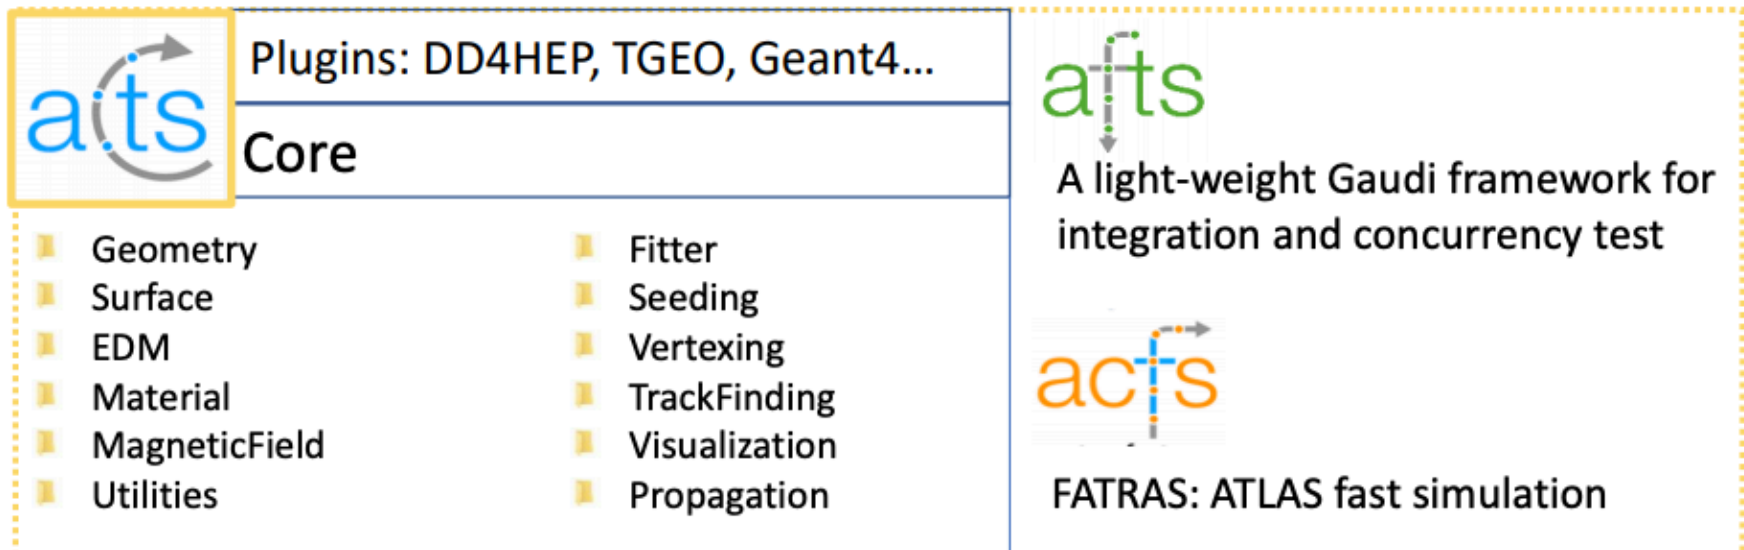 acts
Plugins: DD4HEP, TGEO, Geant4...
Core
Geometry
Surface
EDM
Material
MagneticField
Utilities
Fitter
Seeding
Vertexing
TrackFinding
Visualization
Propagation
afts
A light-weight Gaudi framework for
integration and concurrency test
acfs
FATRAS: ATLAS fast simulation